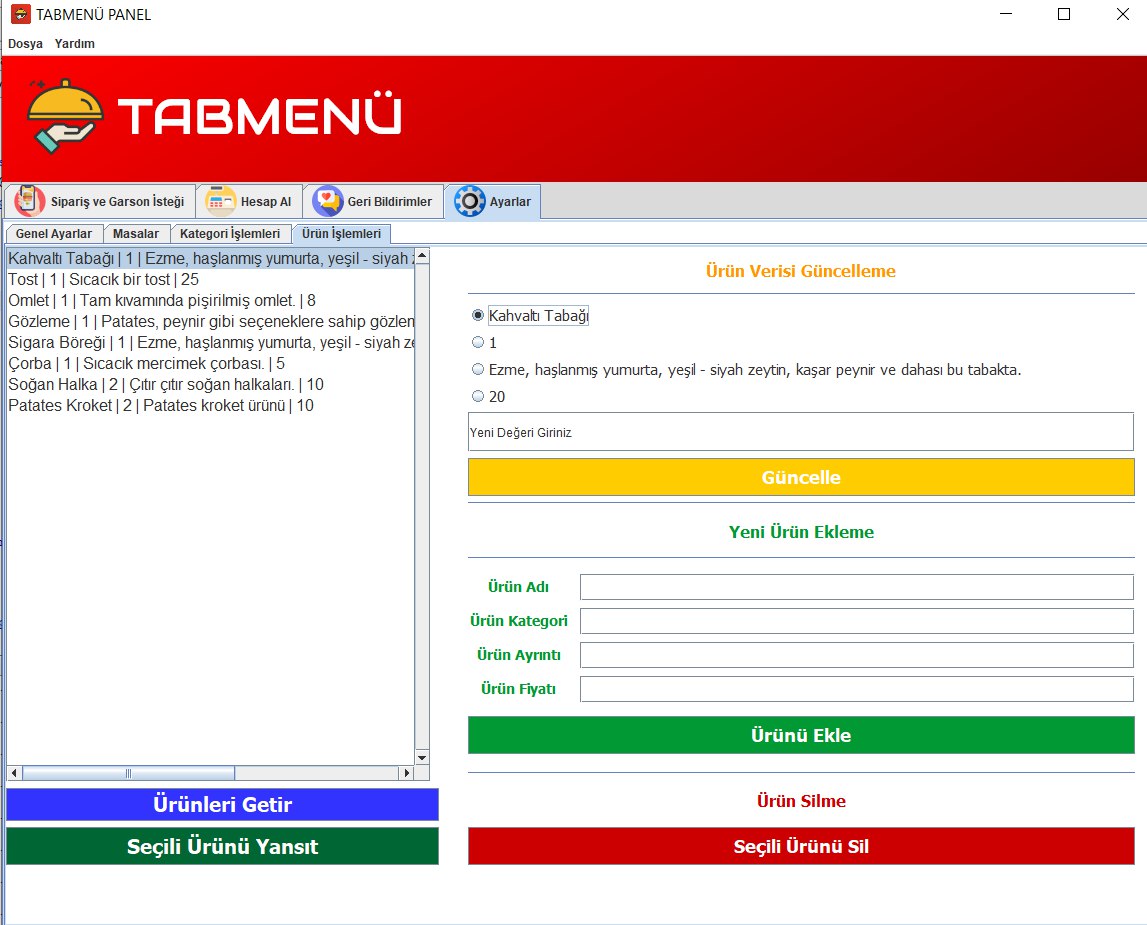 TABMENÜ PANEL
Dosya Yardım
TABMENÜ
Sipariş ve Garson İsteği Hesap Al Geri Bildirimler Ayarlar
Genel Ayarlar Masalar Kategori İşlemleri Ürün İşlemleri
Kahvaltı Tabağı | 1 | Ezme, haşlanmış yumurta, yeşil - siyah
Tost | 1 | Sıcacık bir tost | 25
Omlet | 1 | Tam kıvamında pişirilmiş omlet. | 8
Gözleme | 1 | Patates, peynir gibi seçeneklere sahip gözlem
Sigara Böreği | 1 | Ezme, haşlanmış yumurta, yeşil - siyah ze
Çorba | 1 | Sıcacık mercimek çorbası. | 5
Soğan Halka | 2 | Çıtır çıtır soğan halkaları. | 10
Patates Kroket | 2 | Patates kroket ürünü | 10
Ürünleri Getir
Seçili Ürünü Yansıt
Ürün Verisi Güncelleme
Kahvaltı Tabağı
1
Ezme, haşlanmış yumurta, yeşil - siyah zeytin, kaşar peynir ve dahası bu tabakta.
20
Yeni Değeri Giriniz
Güncelle
Yeni Ürün Ekleme
Ürün Adı
Ürün Kategori
Ürün Ayrıntı
Ürün Fiyatı
Ürünü Ekle
Ürün Silme
Seçili Ürünü Sil